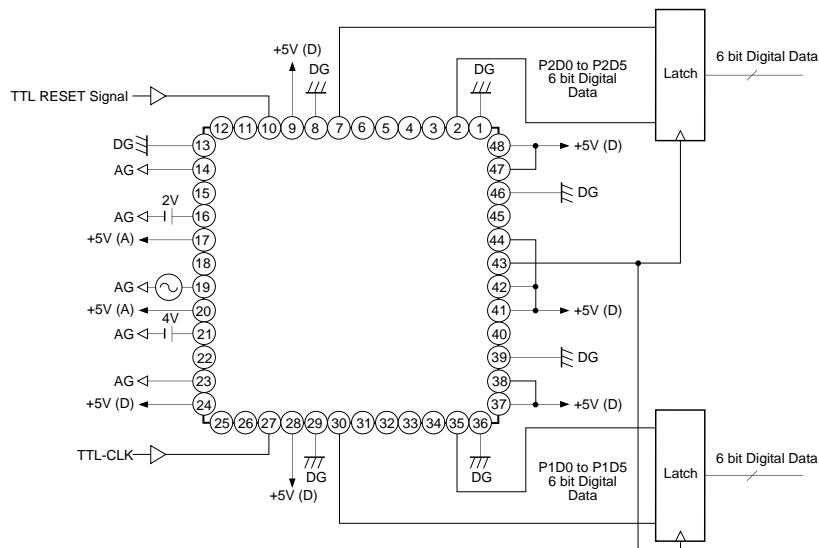 +5V (D)
DG
TTL RESET Signal
P2D0 to P2D5
6 bit Digital
Data
DG
Latch
6 bit Digital Data
12 11 10 9 8 7 6 5 4 3 2 1
DG 13 48 +5V (D)
AG 14 47
15 46 DG
2V
AG 16 45
+5V (A) 17 44
18 43
AG 19 42
+5V (A) 20 41 +5V (D)
4V
AG 21 40
22 39 DG
AG 23 38
+5V (D) 24 37 +5V (D)
25 26 27 28 29 30 31 32 33 34 35 36
TTL-CLK
DG
+5V (D)
DG
P1D0 to P1D5
6 bit Digital
Data
Latch
6 bit Digital Data